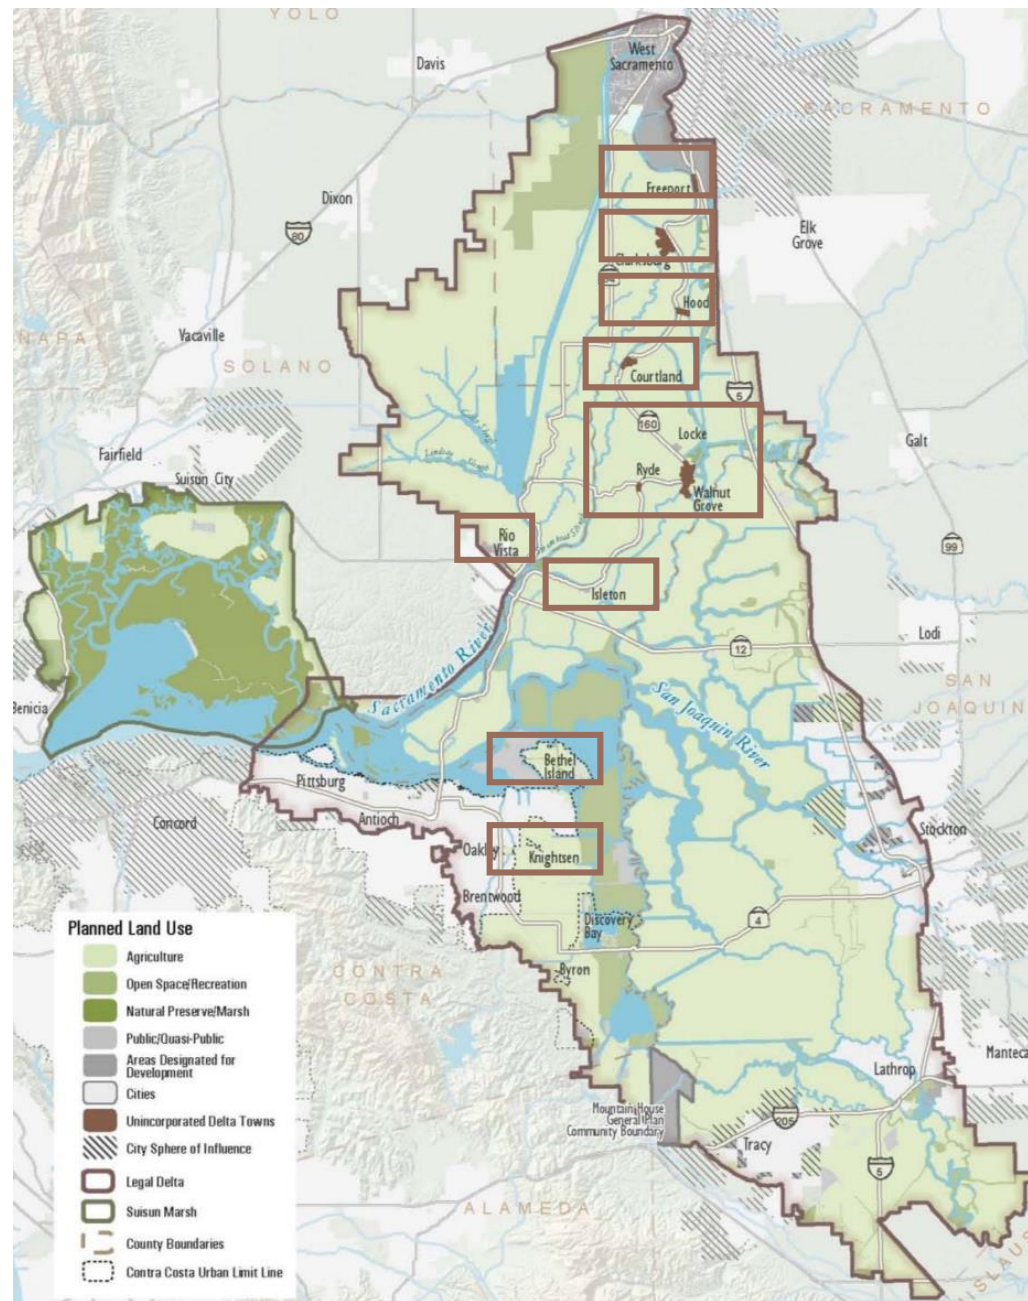 YOLO
West
Sacramento
Davis
SACRAMENTO
Freeport
Dixon
80
Elk
Grove
Clarksburg
Hood
NAPA
Vacaville
SOLANO
Courtland
5
160
Locke
Galt
Fairfield
Suisun City
Ryde
Walnut
Grove
Rio
Vista
99
Isleton
Lodi
12
SAN
JOAQUIN
Sacramento River
San Joaquin River
Benicia
Bethel
Island
Pittsburg
Antioch
Concord
Stockton
Oakley
Knightsen
Brentwood
4
Discovery
Bay
Byron
CONTRA
COSTA
Planned Land Use
Agriculture
Open Space/Recreation
Natural Preserve/Marsh
Public/Quasi-Public
Areas Designated for
Development
Cities
Unincorporated Delta Towns
City Sphere of Influence
Legal Delta
Suisun Marsh
County Boundaries
Contra Costa Urban Limit Line
Manteca
Lathrop
Mountain House
General Plan
Community Boundary
205
Tracy
5
ALAMEDA